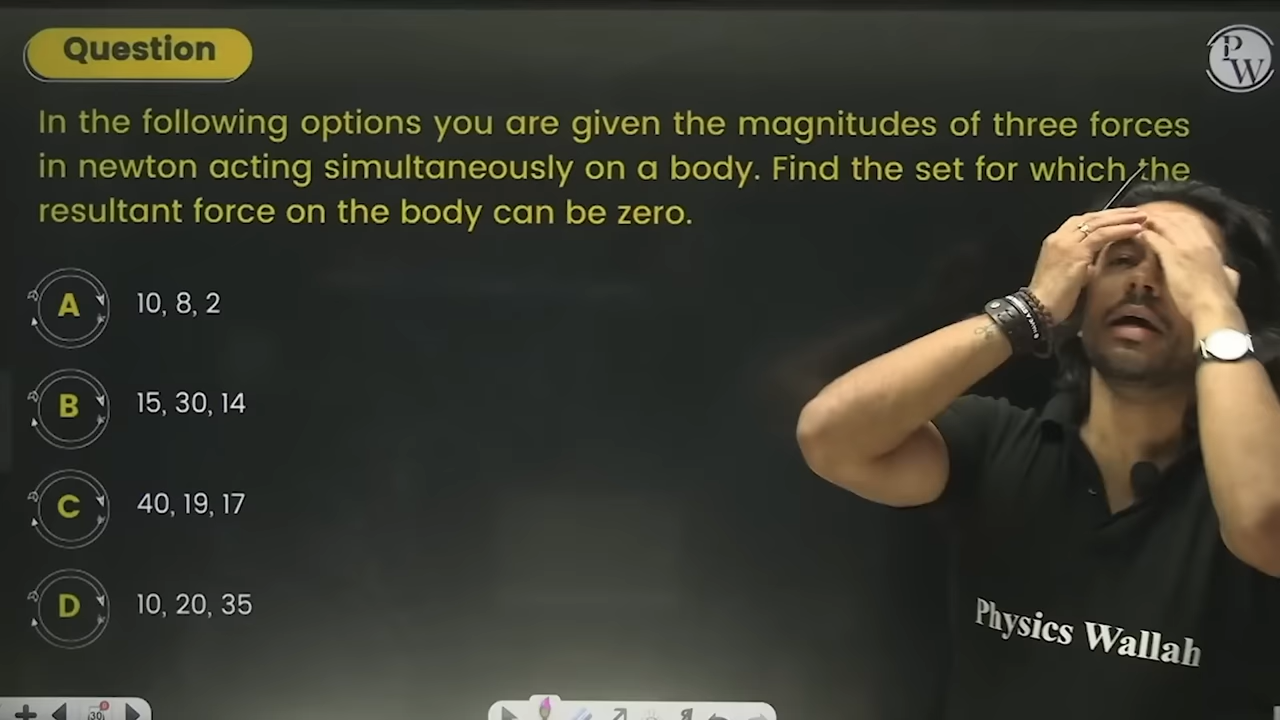 Question
PW
In the following options you are given the magnitudes of three forces
in newton acting simultaneously on a body. Find the set for which the
resultant force on the body can be zero.
A 10, 8, 2
B 15, 30, 14
C 40, 19, 17
D 10, 20, 35
Physics Wallah
30